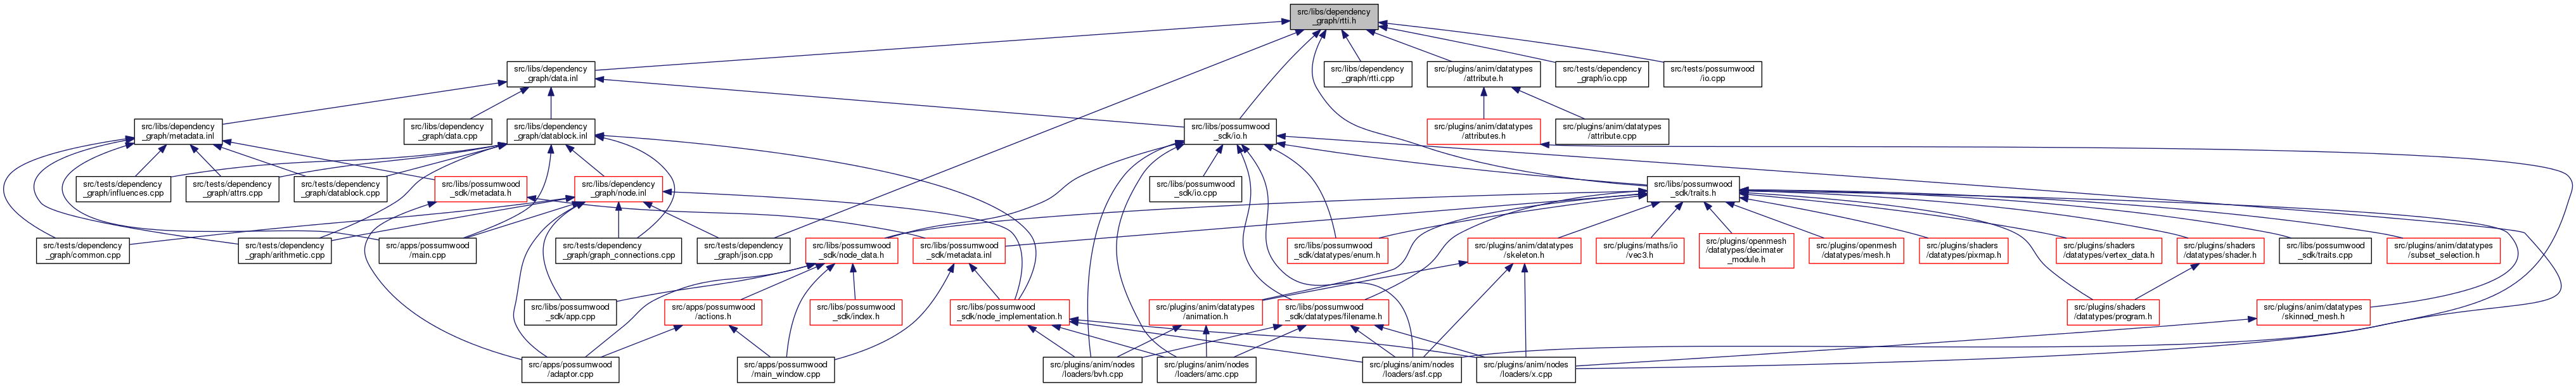 src/libs/dependency
_graph/rtti.h
src/libs/dependency
_graph/data.inl
src/libs/dependency
_graph/rtti.cpp
src/plugins/anim/datatypes
/attribute.h
src/tests/dependency
_graph/io.cpp
src/tests/possumwood
/io.cpp
src/libs/dependency
_graph/metadata.inl
src/libs/dependency
_graph/data.cpp
src/libs/dependency
_graph/datablock.inl
src/libs/possumwood
_sdk/io.h
src/plugins/anim/datatypes
/attributes.h
src/plugins/anim/datatypes
/attribute.cpp
src/tests/dependency
_graph/influences.cpp
src/tests/dependency
_graph/attrs.cpp
src/tests/dependency
_graph/datablock.cpp
src/libs/possumwood
_sdk/metadata.h
src/libs/dependency
_graph/node.inl
src/libs/possumwood
_sdk/io.cpp
src/libs/possumwood
_sdk/traits.h
src/tests/dependency
_graph/common.cpp
src/tests/dependency
_graph/arithmetic.cpp
src/apps/possumwood
/main.cpp
src/tests/dependency
_graph/graph_connections.cpp
src/tests/dependency
_graph/json.cpp
src/libs/possumwood
_sdk/node_data.h
src/libs/possumwood
_sdk/metadata.inl
src/libs/possumwood
_sdk/datatypes/enum.h
src/plugins/anim/datatypes
/skeleton.h
src/plugins/maths/io
/vec3.h
src/plugins/openmesh
/datatypes/decimater
_module.h
src/plugins/openmesh
/datatypes/mesh.h
src/plugins/shaders
/datatypes/pixmap.h
src/plugins/shaders
/datatypes/vertex_data.h
src/plugins/shaders
/datatypes/shader.h
src/libs/possumwood
_sdk/traits.cpp
src/plugins/anim/datatypes
/subset_selection.h
src/libs/possumwood
_sdk/app.cpp
src/apps/possumwood
/actions.h
src/libs/possumwood
_sdk/index.h
src/libs/possumwood
_sdk/node_implementation.h
src/plugins/anim/datatypes
/animation.h
src/libs/possumwood
_sdk/datatypes/filename.h
src/plugins/shaders
/datatypes/program.h
src/plugins/anim/datatypes
/skinned_mesh.h
src/apps/possumwood
/adaptor.cpp
src/apps/possumwood
/main_window.cpp
src/plugins/anim/nodes
/loaders/bvh.cpp
src/plugins/anim/nodes
/loaders/amc.cpp
src/plugins/anim/nodes
/loaders/asf.cpp
src/plugins/anim/nodes
/loaders/x.cpp